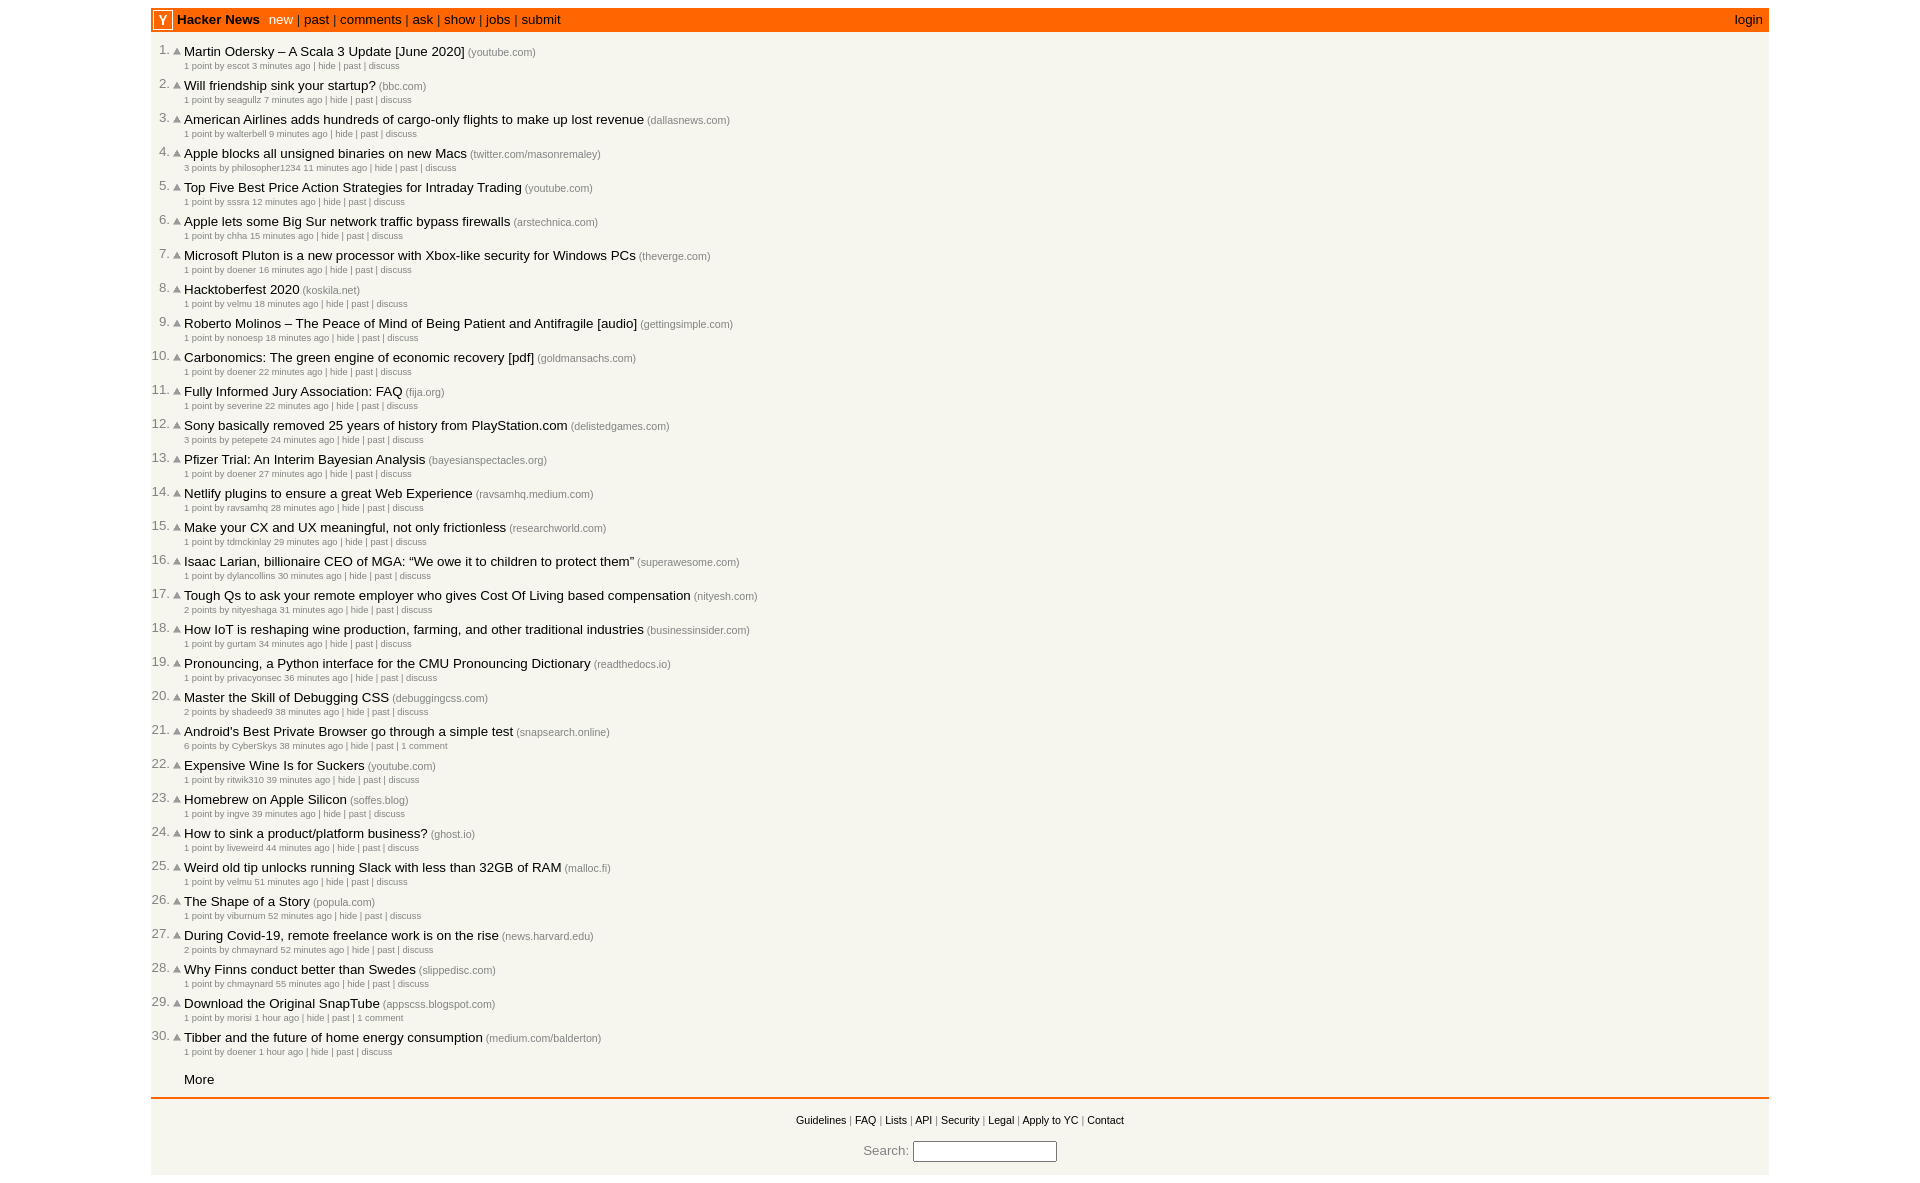 Y Hacker News new | past | comments | ask | show | jobs | submit login
1. Martin Odersky – A Scala 3 Update [June 2020] (youtube.com)
1 point by escot 3 minutes ago | hide | past | discuss
2. Will friendship sink your startup? (bbc.com)
1 point by seagullz 7 minutes ago | hide | past | discuss
3. American Airlines adds hundreds of cargo-only flights to make up lost revenue (dallasnews.com)
1 point by walterbell 9 minutes ago | hide | past | discuss
4. Apple blocks all unsigned binaries on new Macs (twitter.com/masonremaley)
3 points by philosopher1234 11 minutes ago | hide | past | discuss
5. Top Five Best Price Action Strategies for Intraday Trading (youtube.com)
1 point by sssra 12 minutes ago | hide | past | discuss
6. Apple lets some Big Sur network traffic bypass firewalls (arstechnica.com)
1 point by chha 15 minutes ago | hide | past | discuss
7. Microsoft Pluton is a new processor with Xbox-like security for Windows PCs (theverge.com)
1 point by doener 16 minutes ago | hide | past | discuss
8. Hacktoberfest 2020 (koskila.net)
1 point by velmu 18 minutes ago | hide | past | discuss
9. Roberto Molinos – The Peace of Mind of Being Patient and Antifragile [audio] (gettingsimple.com)
1 point by nonoesp 18 minutes ago | hide | past | discuss
10. Carbonomics: The green engine of economic recovery [pdf] (goldmansachs.com)
1 point by doener 22 minutes ago | hide | past | discuss
11. Fully Informed Jury Association: FAQ (fija.org)
1 point by severine 22 minutes ago | hide | past | discuss
12. Sony basically removed 25 years of history from PlayStation.com (delistedgames.com)
3 points by petepete 24 minutes ago | hide | past | discuss
13. Pfizer Trial: An Interim Bayesian Analysis (bayesianspectacles.org)
1 point by doener 27 minutes ago | hide | past | discuss
14. Netlify plugins to ensure a great Web Experience (ravsamhq.medium.com)
1 point by ravsamhq 28 minutes ago | hide | past | discuss
15. Make your CX and UX meaningful, not only frictionless (researchworld.com)
1 point by tdmckinlay 29 minutes ago | hide | past | discuss
16. Isaac Larian, billionaire CEO of MGA: “We owe it to children to protect them” (superawesome.com)
1 point by dylancollins 30 minutes ago | hide | past | discuss
17. Tough Qs to ask your remote employer who gives Cost Of Living based compensation (nityesh.com)
2 points by nityeshaga 31 minutes ago | hide | past | discuss
18. How IoT is reshaping wine production, farming, and other traditional industries (businessinsider.com)
1 point by gurtam 34 minutes ago | hide | past | discuss
19. Pronouncing, a Python interface for the CMU Pronouncing Dictionary (readthedocs.io)
1 point by privacyonsec 36 minutes ago | hide | past | discuss
20. Master the Skill of Debugging CSS (debuggingcss.com)
2 points by shadeed9 38 minutes ago | hide | past | discuss
21. Android's Best Private Browser go through a simple test (snapsearch.online)
6 points by CyberSkys 38 minutes ago | hide | past | 1 comment
22. Expensive Wine Is for Suckers (youtube.com)
1 point by ritwik310 39 minutes ago | hide | past | discuss
23. Homebrew on Apple Silicon (soffes.blog)
1 point by ingve 39 minutes ago | hide | past | discuss
24. How to sink a product/platform business? (ghost.io)
1 point by liveweird 44 minutes ago | hide | past | discuss
25. Weird old tip unlocks running Slack with less than 32GB of RAM (malloc.fi)
1 point by velmu 51 minutes ago | hide | past | discuss
26. The Shape of a Story (popula.com)
1 point by viburnum 52 minutes ago | hide | past | discuss
27. During Covid-19, remote freelance work is on the rise (news.harvard.edu)
2 points by chmaynard 52 minutes ago | hide | past | discuss
28. Why Finns conduct better than Swedes (slippedisc.com)
1 point by chmaynard 55 minutes ago | hide | past | discuss
29. Download the Original SnapTube (appscss.blogspot.com)
1 point by morisi 1 hour ago | hide | past | 1 comment
30. Tibber and the future of home energy consumption (medium.com/balderton)
1 point by doener 1 hour ago | hide | past | discuss
More
Guidelines | FAQ | Lists | API | Security | Legal | Apply to YC | Contact
Search: